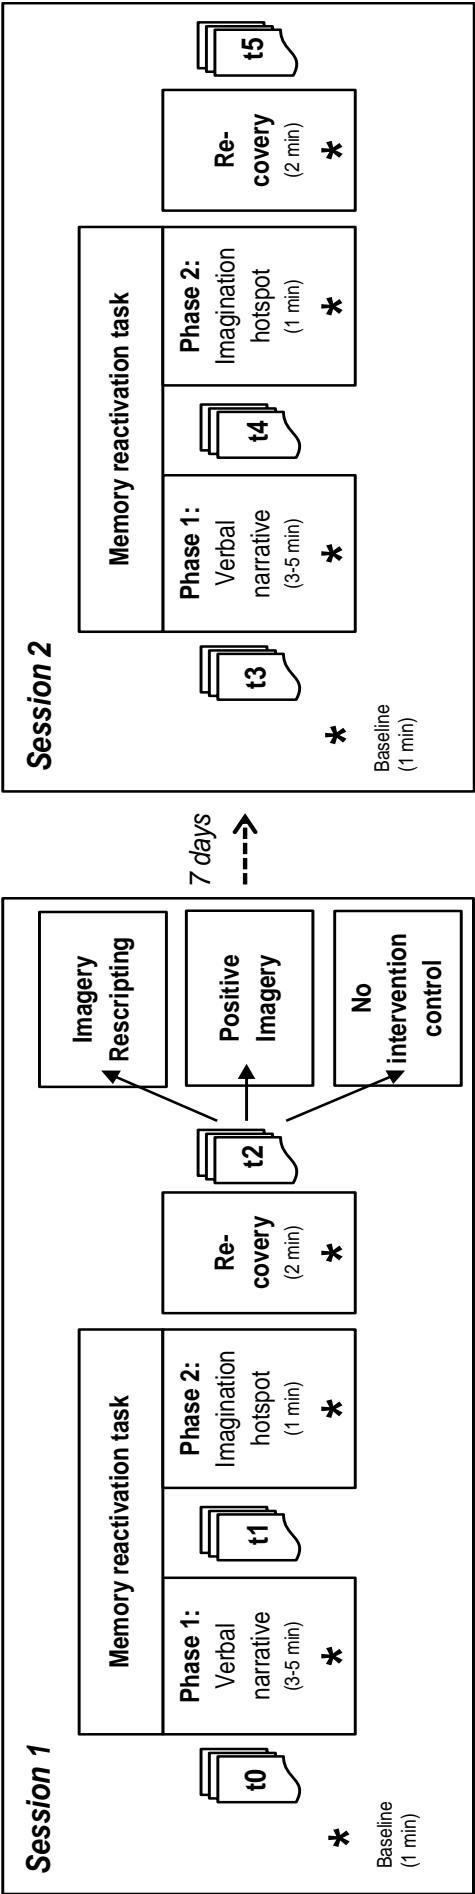 Session 1
Memory reactivation task
t0
Phase 1:
Verbal
narrative
(3-5 min)
*
t1
Phase 2:
Imagination
hotspot
(1 min)
*
Re-
covery
(2 min)
*
t2
Imagery
Rescripting
Positive
Imagery
No
intervention
control
*
Baseline
(1 min)
7 days
Session 2
Memory reactivation task
t3
Phase 1:
Verbal
narrative
(3-5 min)
*
t4
Phase 2:
Imagination
hotspot
(1 min)
*
Re-
covery
(2 min)
*
t5
*
Baseline
(1 min)